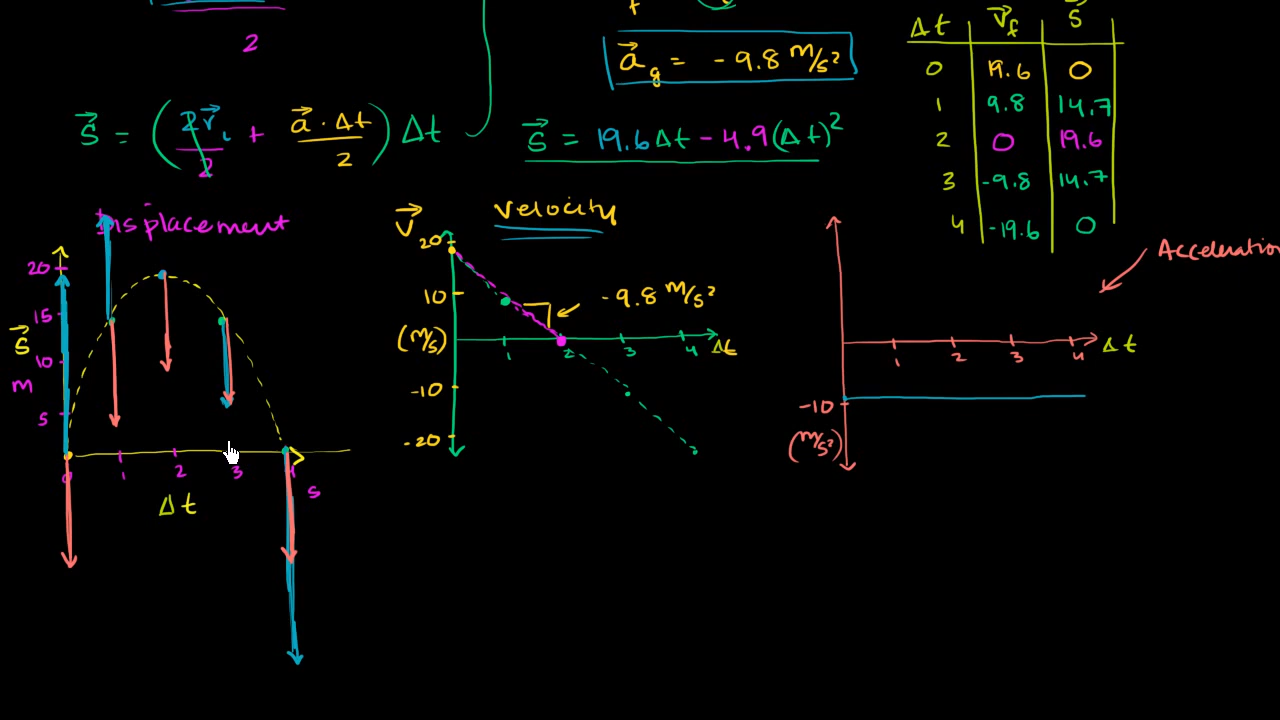 2
a⃗g = -9.8 m/s²
Δt v⃗f s⃗
0 19.6 0
1 9.8 14.7
2 0 19.6
3 -9.8 14.7
4 -19.6 0
s⃗ = (2v⃗i/2 + a⃗·Δt/2) Δt
s⃗ = 19.6Δt - 4.9(Δt)²
Displacement
20
15
s⃗
10
m
5
0 1 2 3 4
s
Δt
v⃗
Velocity
20
10
-9.8 m/s²
(m/s)
1 2 3 4 Δt
-10
-20
Acceleration
1 2 3 4 Δt
-10
(m/s²)